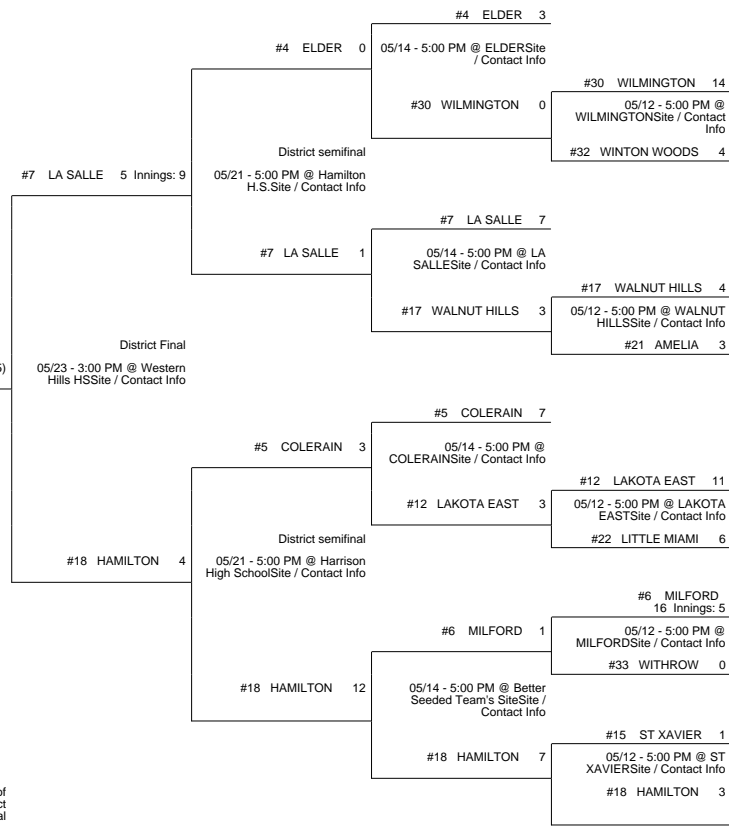 #4 ELDER 3
#4 ELDER 0
05/14 - 5:00 PM @ ELDERSite
/ Contact Info
#30 WILMINGTON 14
#30 WILMINGTON 0
05/12 - 5:00 PM @
WILMINGTONSite / Contact
Info
#32 WINTON WOODS 4
District semifinal
#7 LA SALLE 5 Innings: 9
05/21 - 5:00 PM @ Hamilton
H.S.Site / Contact Info
#7 LA SALLE 7
#7 LA SALLE 1
05/14 - 5:00 PM @ LA
SALLESite / Contact Info
#17 WALNUT HILLS 4
#17 WALNUT HILLS 3
05/12 - 5:00 PM @ WALNUT
HILLSSite / Contact Info
#21 AMELIA 3
District Final
05/23 - 3:00 PM @ Western
Hills HSSite / Contact Info
5)
#5 COLERAIN 7
#5 COLERAIN 3
05/14 - 5:00 PM @
COLERAINSite / Contact Info
#12 LAKOTA EAST 11
#12 LAKOTA EAST 3
05/12 - 5:00 PM @ LAKOTA
EASTSite / Contact Info
#22 LITTLE MIAMI 6
District semifinal
#18 HAMILTON 4
05/21 - 5:00 PM @ Harrison
High SchoolSite / Contact Info
#6 MILFORD
16 Innings: 5
#6 MILFORD 1
05/12 - 5:00 PM @
MILFORDSite / Contact Info
#33 WITHROW 0
#18 HAMILTON 12
05/14 - 5:00 PM @ Better
Seeded Team's SiteSite /
Contact Info
#15 ST XAVIER 1
#18 HAMILTON 7
05/12 - 5:00 PM @ ST
XAVIERSite / Contact Info
#18 HAMILTON 3
of
ct
al